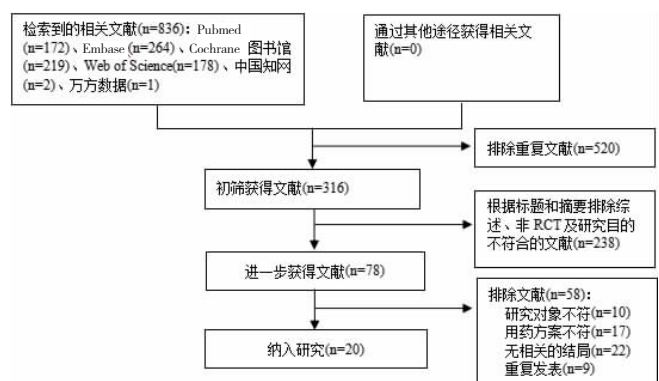 检索到的相关文献(n=836)：Pubmed
(n=172)、Embase (n=264)、Cochrane 图书馆
(n=219)、Web of Science(n=178)、中国知网
(n=2)、万方数据(n=1)
通过其他途径获得相关文
献(n=0)
排除重复文献(n=520)
初筛获得文献(n=316)
根据标题和摘要排除综
述、非 RCT 及研究目的
不符合的文献(n=238)
进一步获得文献(n=78)
排除文献(n=58)：
研究对象不符(n=10)
用药方案不符(n=17)
无相关的结局(n=22)
重复发表(n=9)
纳入研究(n=20)